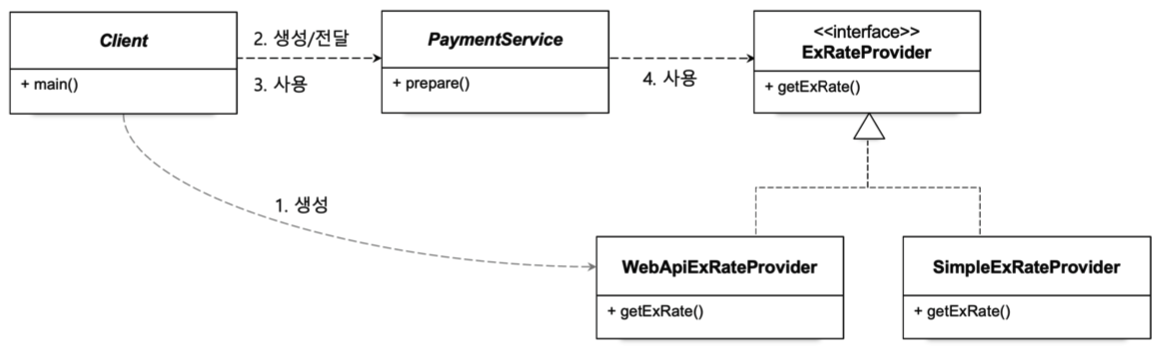 Client
+ main()
2. 생성/전달
3. 사용
PaymentService
+ prepare()
4. 사용
<<interface>>
ExRateProvider
+ getExRate()
1. 생성
WebApiExRateProvider
+ getExRate()
SimpleExRateProvider
+ getExRate()